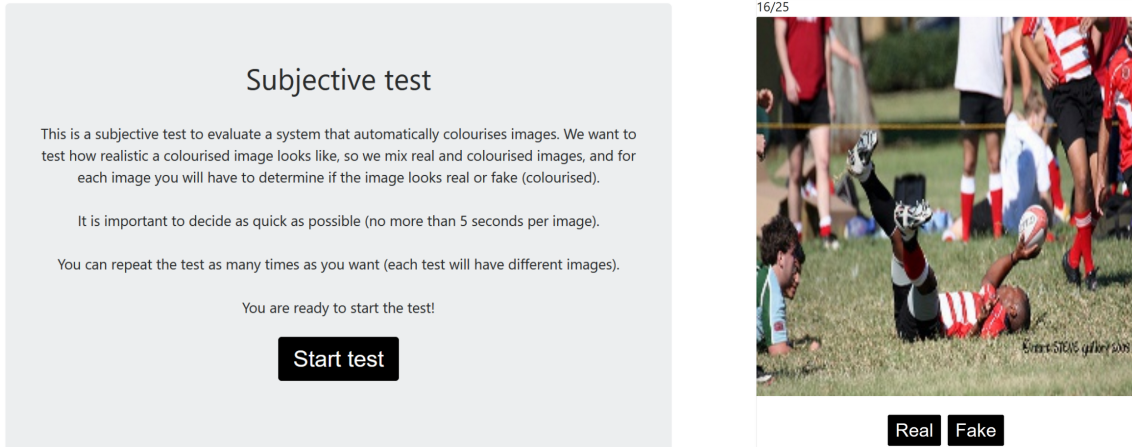 Subjective test
This is a subjective test to evaluate a system that automatically colourises images. We want to
test how realistic a colourised image looks like, so we mix real and colourised images, and for
each image you will have to determine if the image looks real or fake (colourised).
It is important to decide as quick as possible (no more than 5 seconds per image).
You can repeat the test as many times as you want (each test will have different images).
You are ready to start the test!
Start test
16/25
STEVE gallery 2009
Real Fake